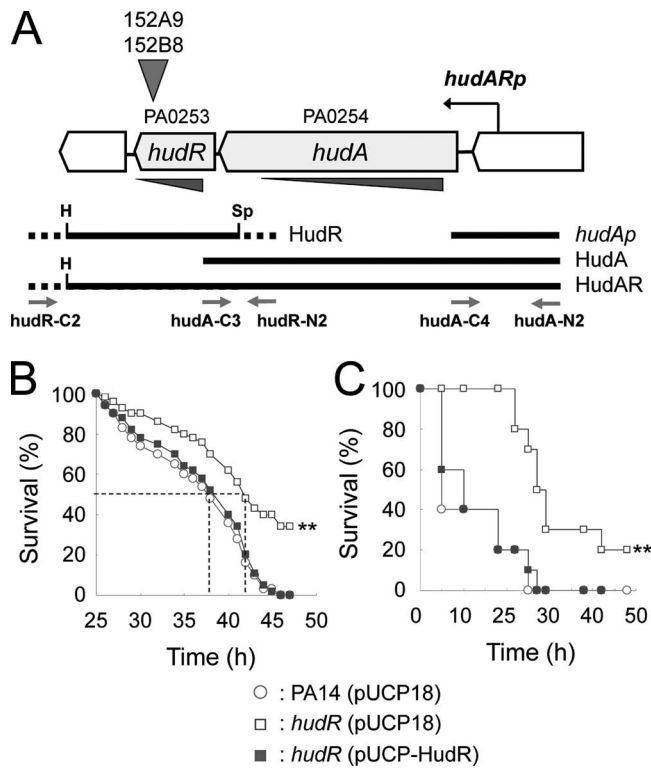 A
152A9
152B8
hudARp
PA0253
PA0254
hudR
hudA
H
Sp
HudR
hudAp
H
HudA
HudAR
hudR-C2
hudA-C3
hudR-N2
hudA-C4
hudA-N2
B
Survival (%)
100
80
60
40
20
0
**
25 30 35 40 45 50
Time (h)
C
Survival (%)
100
80
60
40
20
0
**
0 10 20 30 40 50
Time (h)
: PA14 (pUCP18)
: hudR (pUCP18)
: hudR (pUCP-HudR)